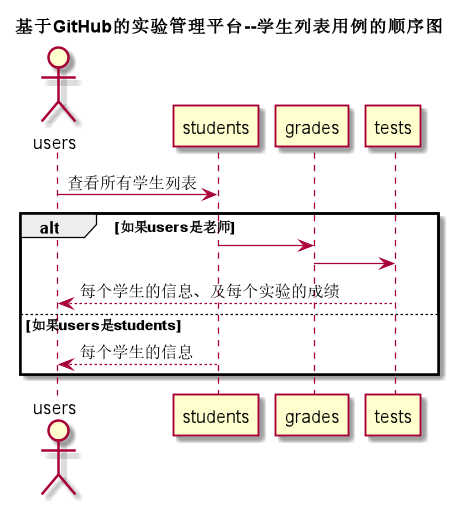 基于GitHub的实验管理平台--学生列表用例的顺序图
users
students
grades
tests
查看所有学生列表
alt
[如果users是老师]
每个学生的信息、及每个实验的成绩
[如果users是students]
每个学生的信息
users
students
grades
tests